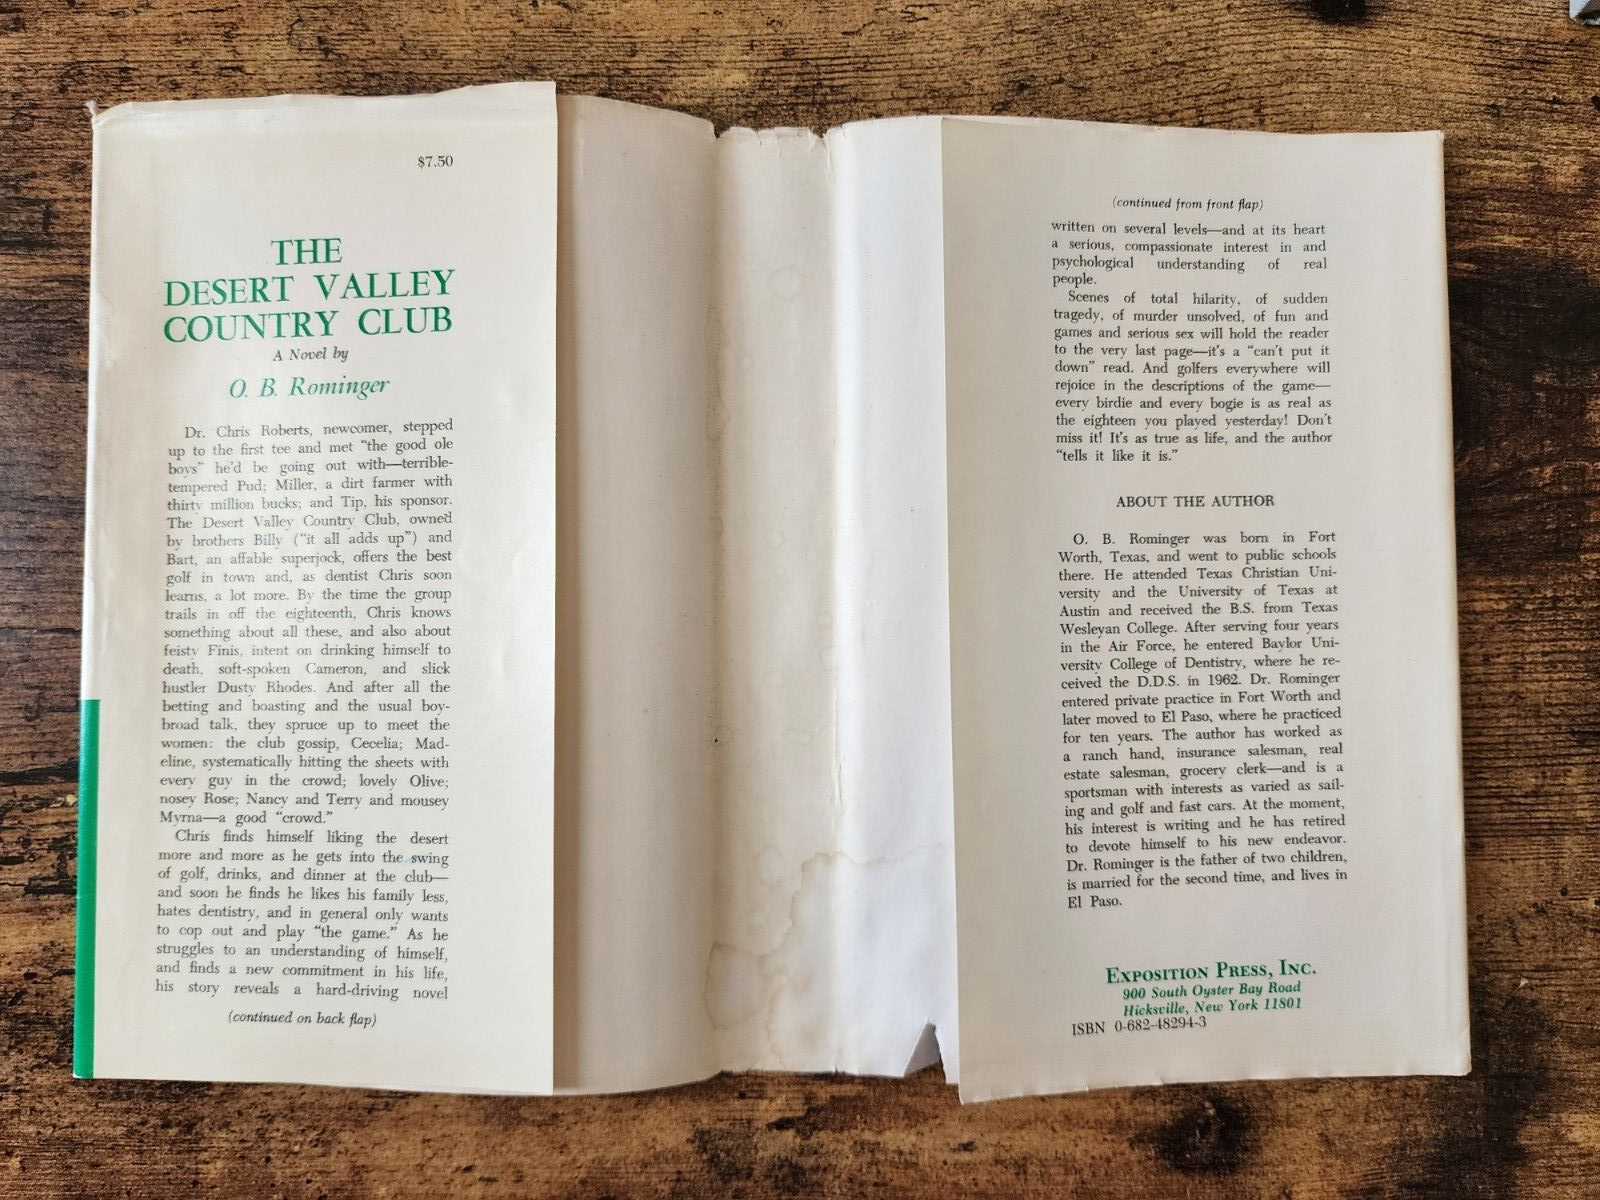 $7.50
THE
DESERT VALLEY
COUNTRY CLUB
A Novel by
O. B. Rominger
Dr. Chris Roberts, newcomer, stepped
up to the first tee and met “the good ole
boys” he’d be going out with—terrible-
tempered Pud; Miller, a dirt farmer with
thirty million bucks; and Tip, his sponsor.
The Desert Valley Country Club, owned
by brothers Billy (“it all adds up”) and
Bart, an affable superjock, offers the best
golf in town and, as dentist Chris soon
learns, a lot more. By the time the group
trails in off the eighteenth, Chris knows
something about all these, and also about
feisty Finis, intent on drinking himself to
death, soft-spoken Cameron, and slick
hustler Dusty Rhodes. And after all the
betting and boasting and the usual boy-
broad talk, they spruce up to meet the
women: the club gossip, Cecelia; Mad-
eline, systematically hitting the sheets with
every guy in the crowd; lovely Olive;
nosey Rose; Nancy and Terry and mousey
Myrna—a good “crowd.”
Chris finds himself liking the desert
more and more as he gets into the swing
of golf, drinks, and dinner at the club—
and soon he finds he likes his family less,
hates dentistry, and in general only wants
to cop out and play “the game.” As he
struggles to an understanding of himself,
and finds a new commitment in his life,
his story reveals a hard-driving novel
(continued on back flap)
(continued from front flap)
written on several levels—and at its heart
a serious, compassionate interest in and
psychological understanding of real
people.
Scenes of total hilarity, of sudden
tragedy, of murder unsolved, of fun and
games and serious sex will hold the reader
to the very last page—it’s a “can’t put it
down” read. And golfers everywhere will
rejoice in the descriptions of the game—
every birdie and every bogie is as real as
the eighteen you played yesterday! Don’t
miss it! It’s as true as life, and the author
“tells it like it is.”
ABOUT THE AUTHOR
O. B. Rominger was born in Fort
Worth, Texas, and went to public schools
there. He attended Texas Christian Uni-
versity and the University of Texas at
Austin and received the B.S. from Texas
Wesleyan College. After serving four years
in the Air Force, he entered Baylor Uni-
versity College of Dentistry, where he re-
ceived the D.D.S. in 1962. Dr. Rominger
entered private practice in Fort Worth and
later moved to El Paso, where he practiced
for ten years. The author has worked as
a ranch hand, insurance salesman, real
estate salesman, grocery clerk—and is a
sportsman with interests as varied as sail-
ing and golf and fast cars. At the moment,
his interest is writing and he has retired
to devote himself to his new endeavor.
Dr. Rominger is the father of two children,
is married for the second time, and lives in
El Paso.
EXPOSITION PRESS, INC.
900 South Oyster Bay Road
Hicksville, New York 11801
ISBN 0-682-48294-3